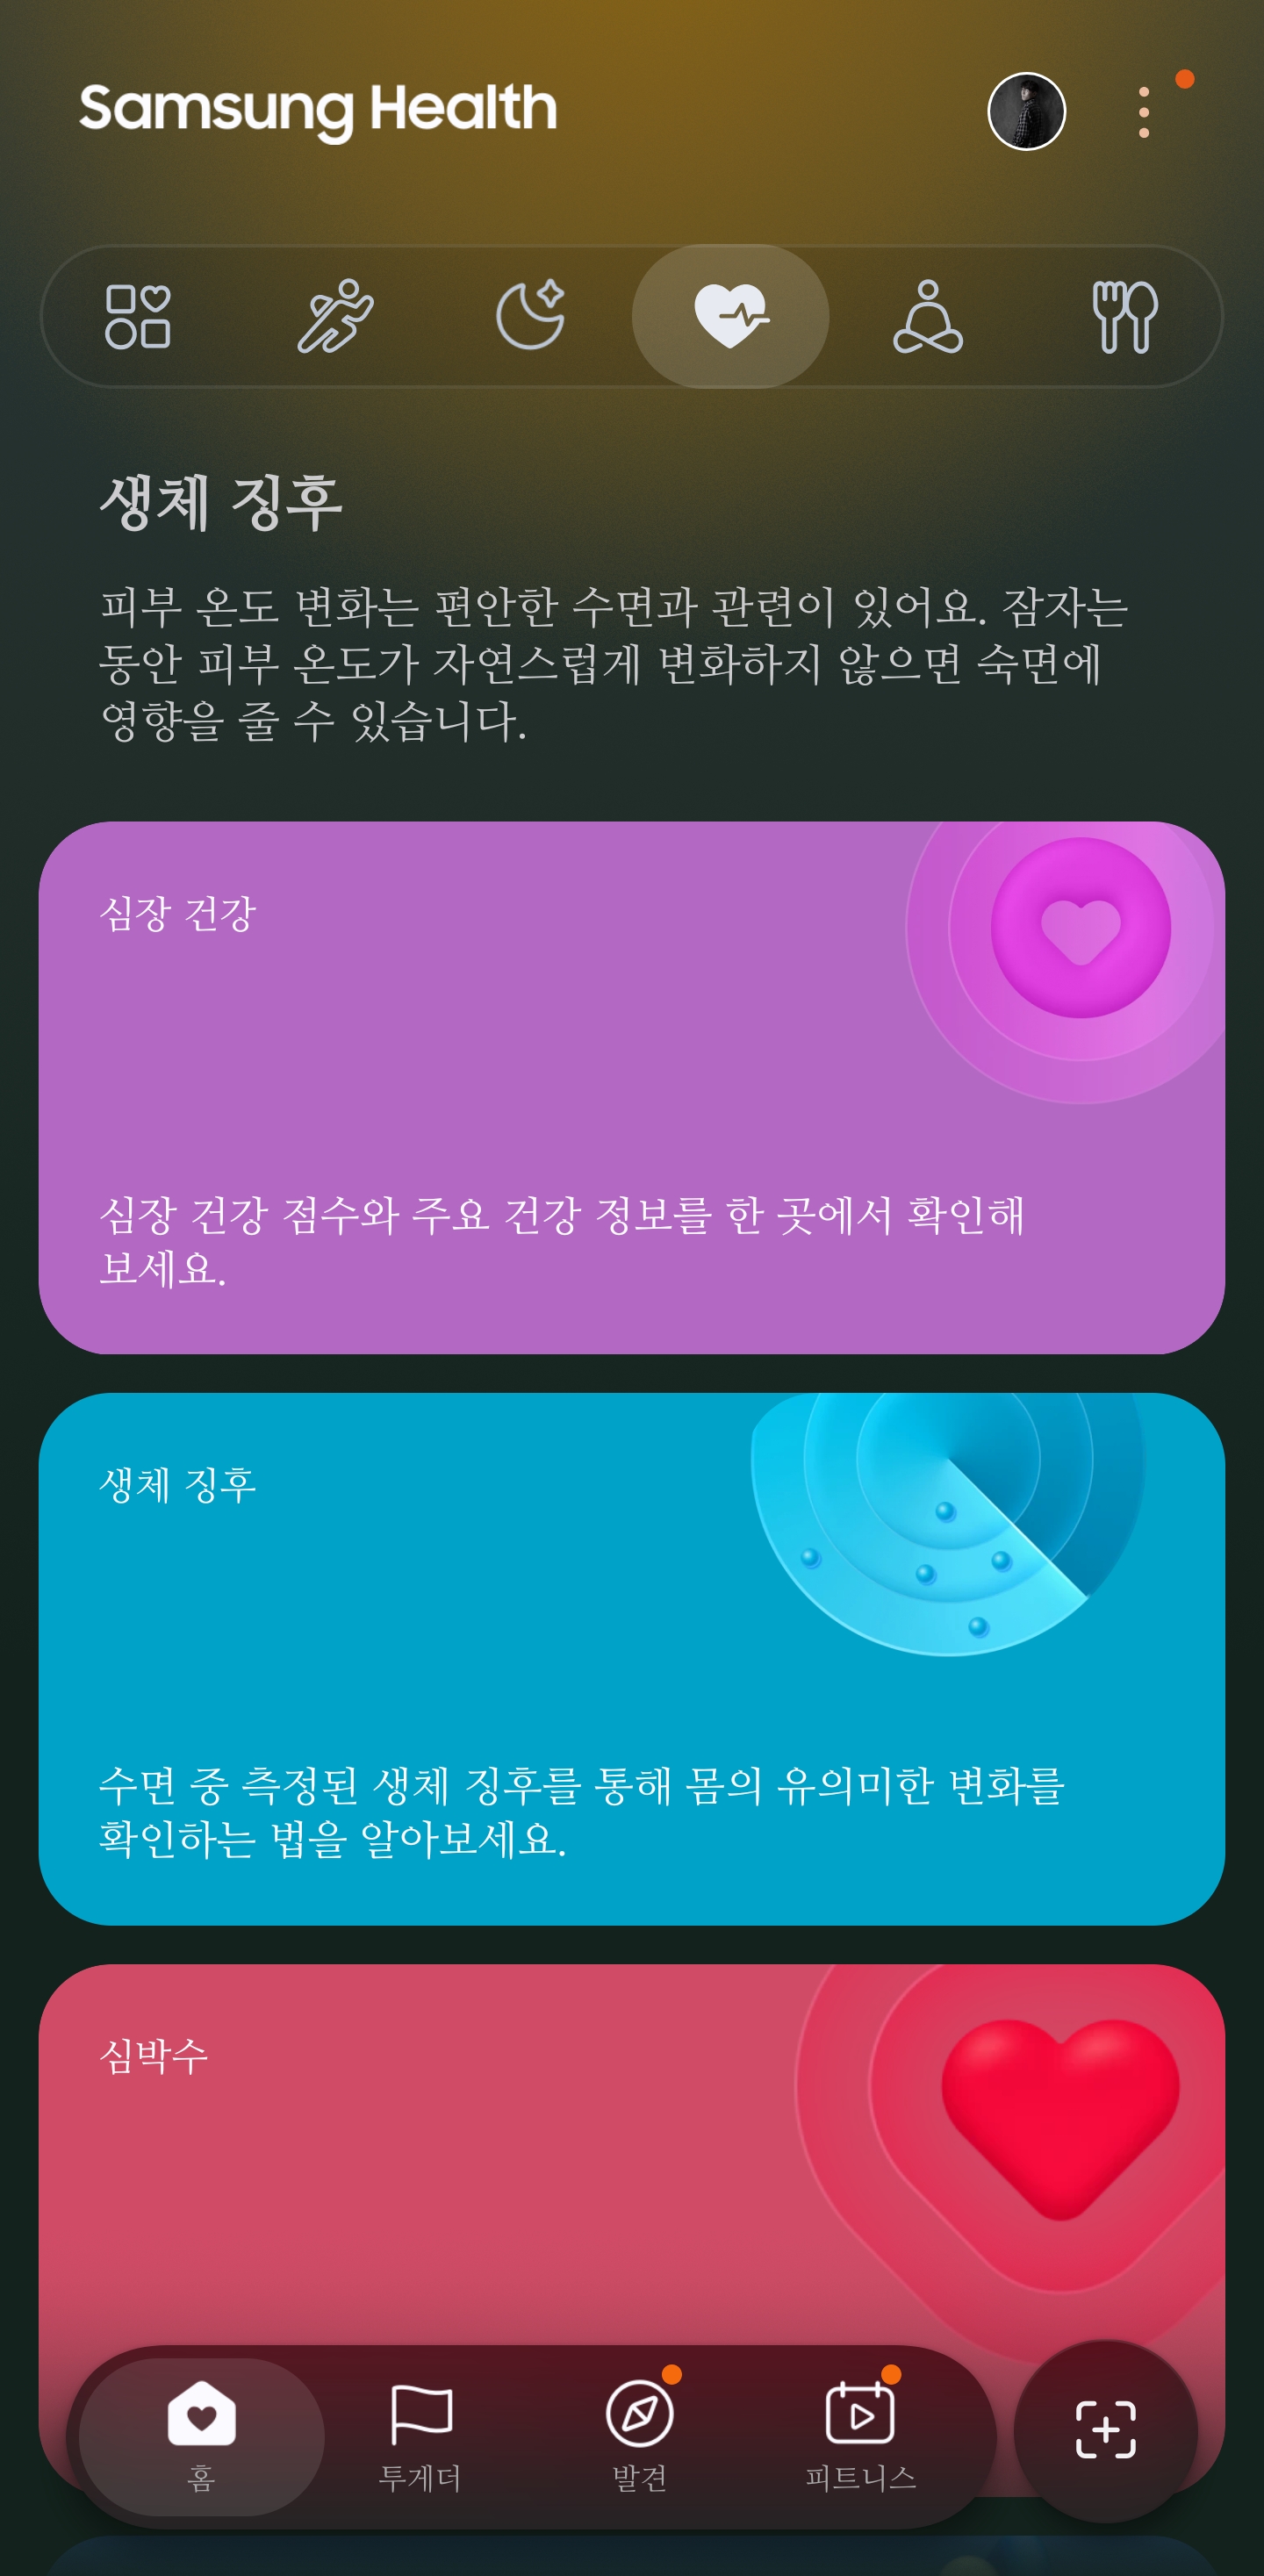 Samsung Health
생체 징후
피부 온도 변화는 편안한 수면과 관련이 있어요. 잠자는
동안 피부 온도가 자연스럽게 변화하지 않으면 숙면에
영향을 줄 수 있습니다.
심장 건강
심장 건강 점수와 주요 건강 정보를 한 곳에서 확인해
보세요.
생체 징후
수면 중 측정된 생체 징후를 통해 몸의 유의미한 변화를
확인하는 법을 알아보세요.
심박수
홈
투게더
발견
피트니스